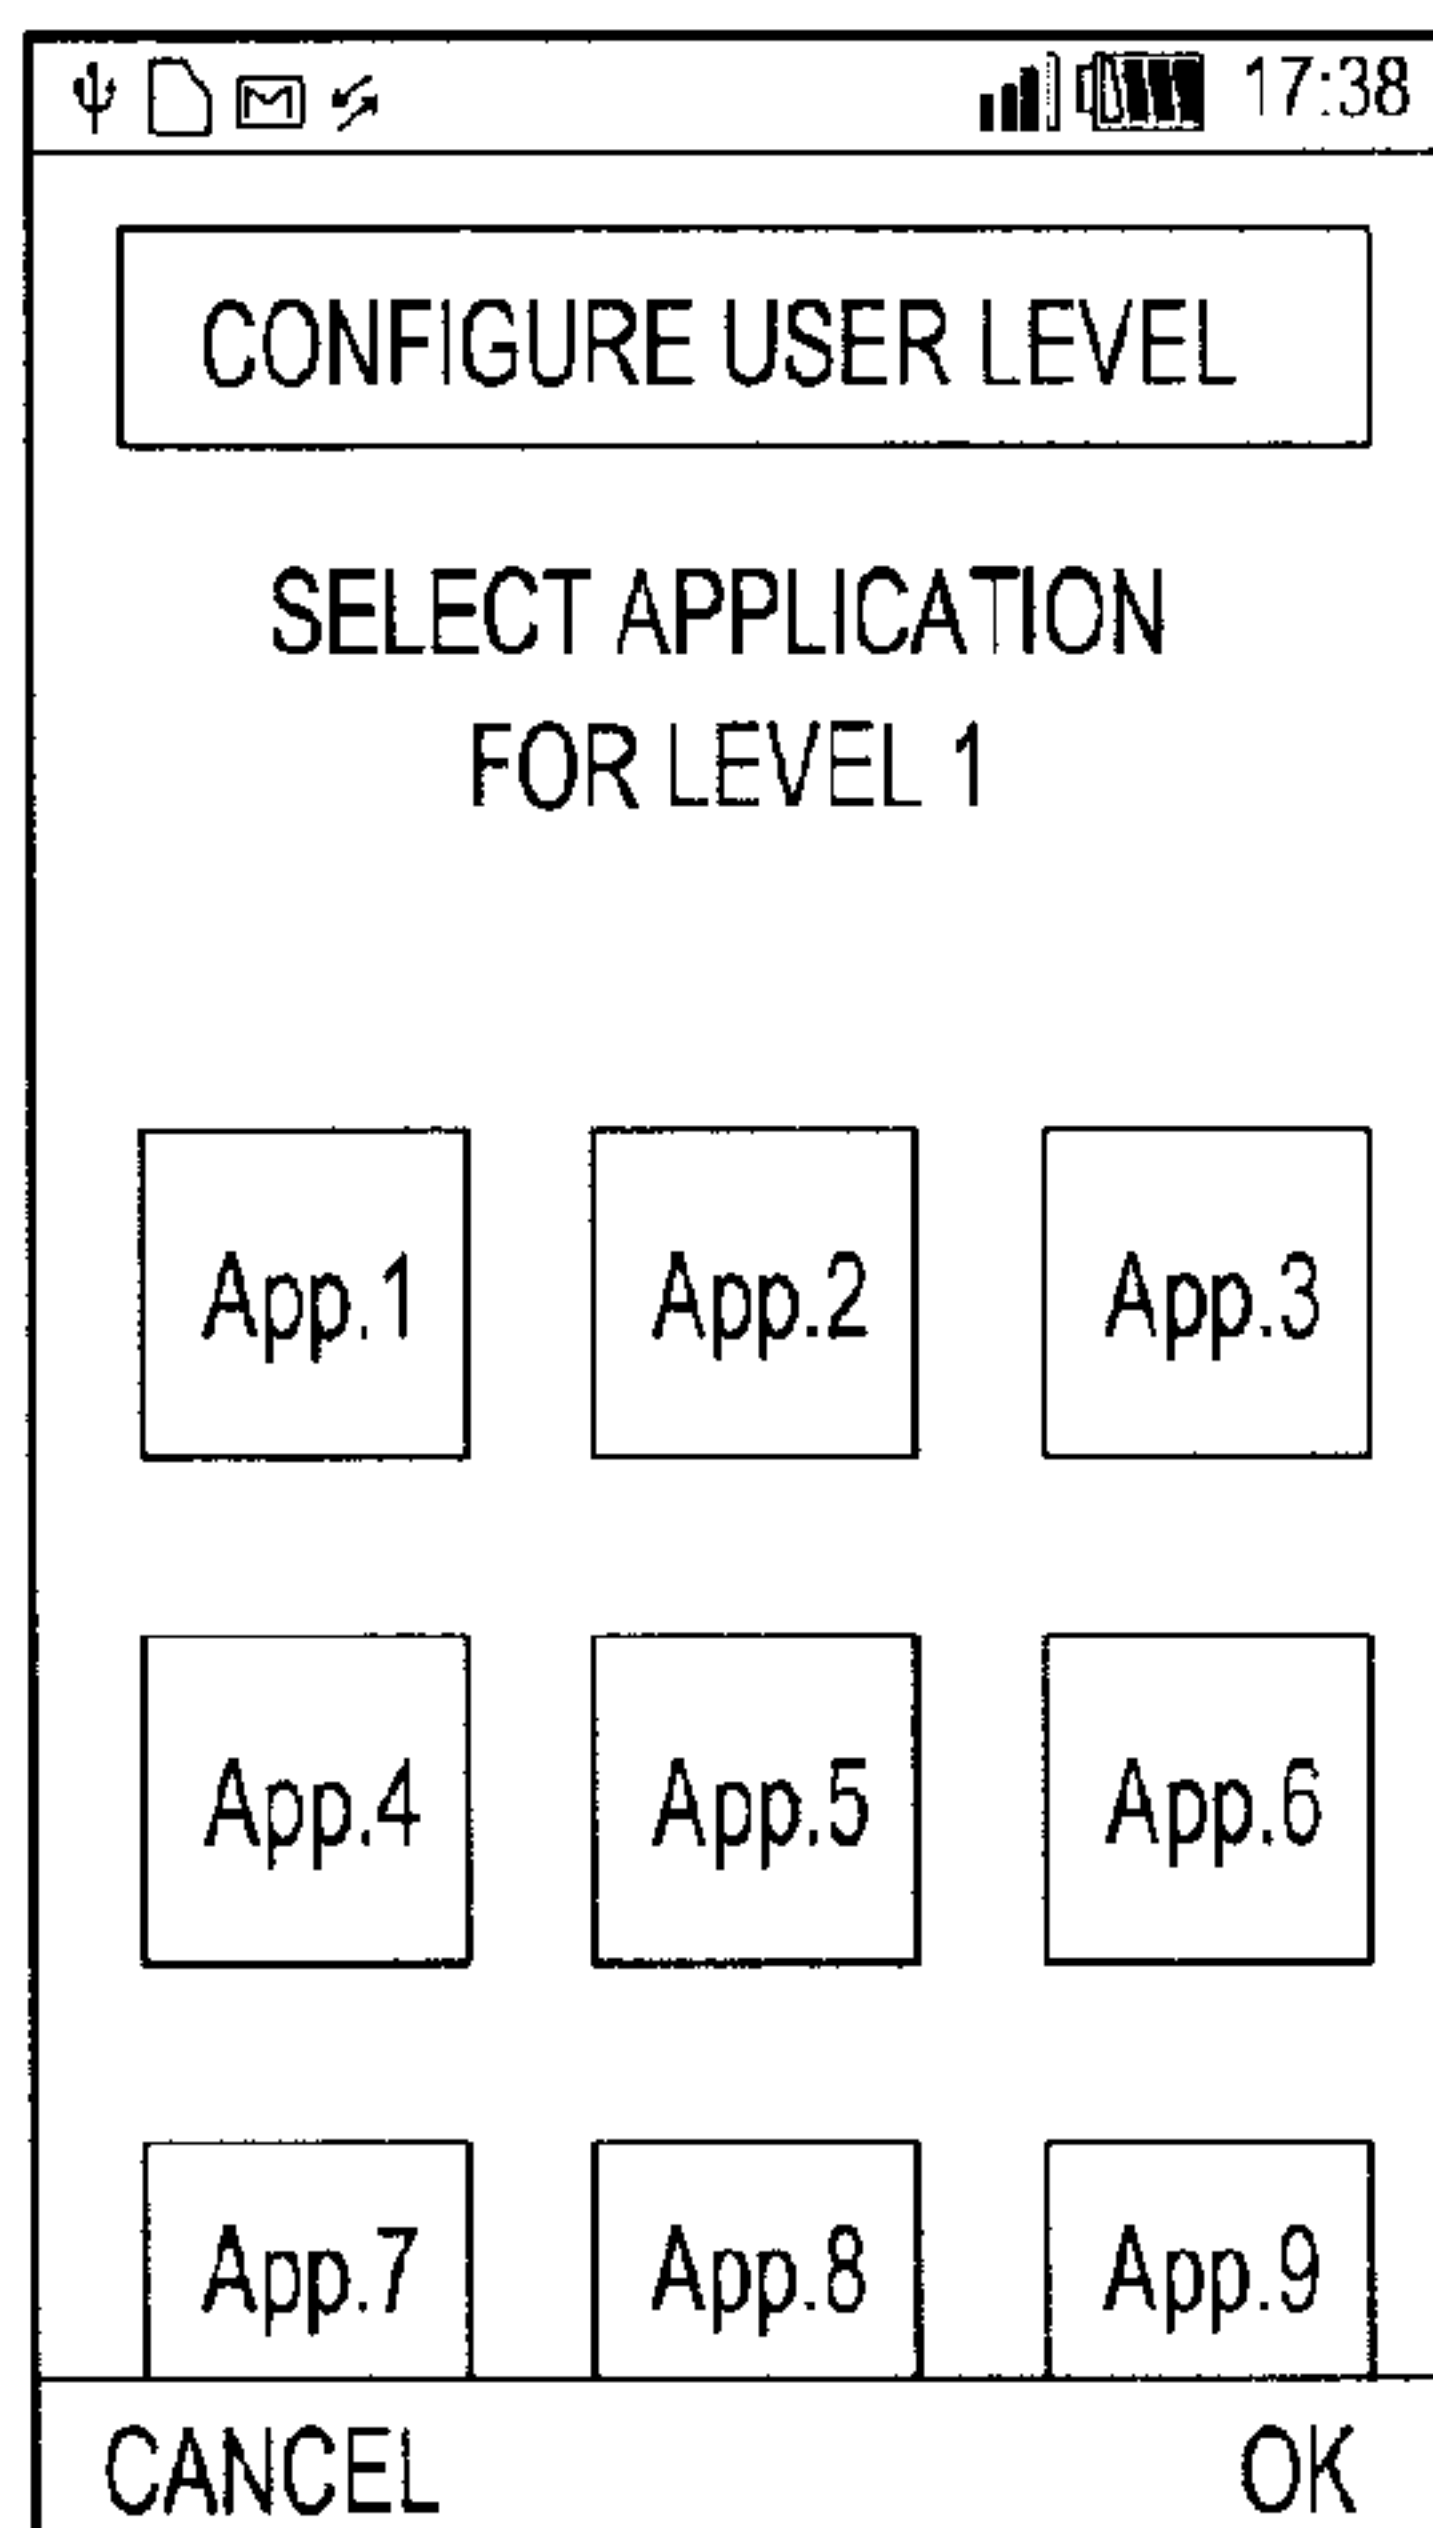 17:38
CONFIGURE USER LEVEL
SELECT APPLICATION
FOR LEVEL 1
App.1 App.2 App.3
App.4 App.5 App.6
App.7 App.8 App.9
CANCEL OK